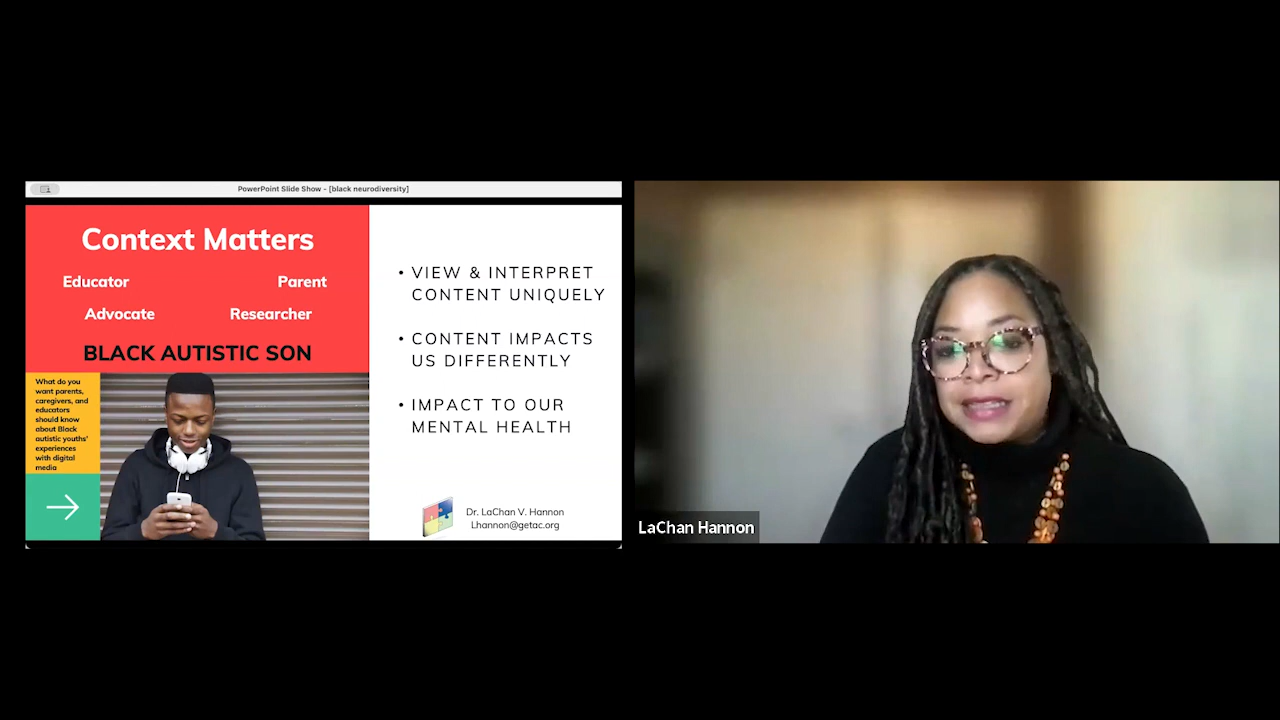 PowerPoint Slide Show - [black neurodiversity]
Context Matters
Educator
Parent
Advocate
Researcher
BLACK AUTISTIC SON
What do you
want parents,
caregivers, and
educators
should know
about Black
autistic youths'
experiences
with digital
media
• VIEW & INTERPRET
CONTENT UNIQUELY
• CONTENT IMPACTS
US DIFFERENTLY
• IMPACT TO OUR
MENTAL HEALTH
Dr. LaChan V. Hannon
Lhannon@getac.org
LaChan Hannon